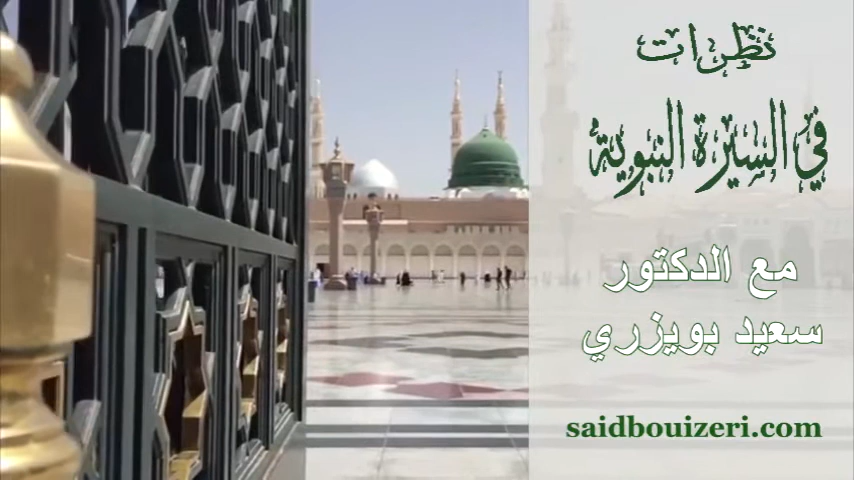 نظرات
في السيرة النبوية
مع الدكتور
سعيد بويزري
saidbouizeri.com